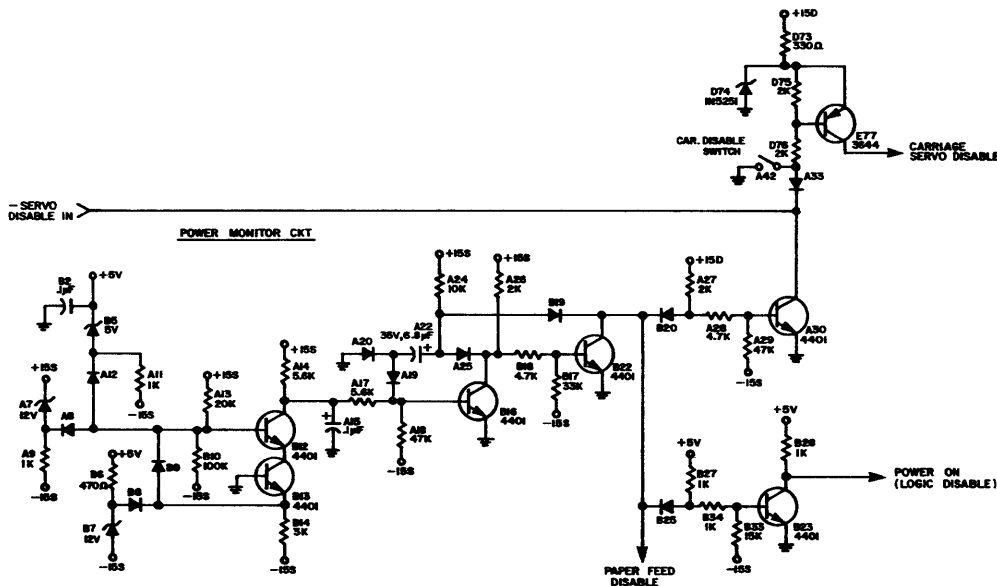 +15D
D73
330Ω
D74
1N5251
D75
2K
E77
3644
D76
2K
CAR. DISABLE
SWITCH
A42
A33
CARRIAGE
SERVO DISABLE
–SERVO
DISABLE IN
POWER MONITOR CKT
B2
.1µF
+5V
B5
5V
A12
A11
1K
-15S
+15S
A7
12V
A8
A9
1K
-15S
+5V
B6
470Ω
B8
B7
12V
-15S
B9
+15S
A13
20K
B10
100K
-15S
+15S
A14
5.6K
B12
4401
B13
4401
B14
3K
-15S
A15
.1µF
A17
5.6K
A20
A19
35V, 6.8µF
A22
A18
47K
-15S
+15S
A24
10K
A25
+15S
A26
2K
B16
4401
B18
4.7K
B17
33K
-15S
B19
B22
4401
B20
+15D
A27
2K
A28
4.7K
A29
47K
-15S
A30
4401
+5V
B27
1K
B25
B34
1K
B33
15K
-15S
B23
4401
+5V
B28
1K
POWER ON
(LOGIC DISABLE)
PAPER FEED
DISABLE